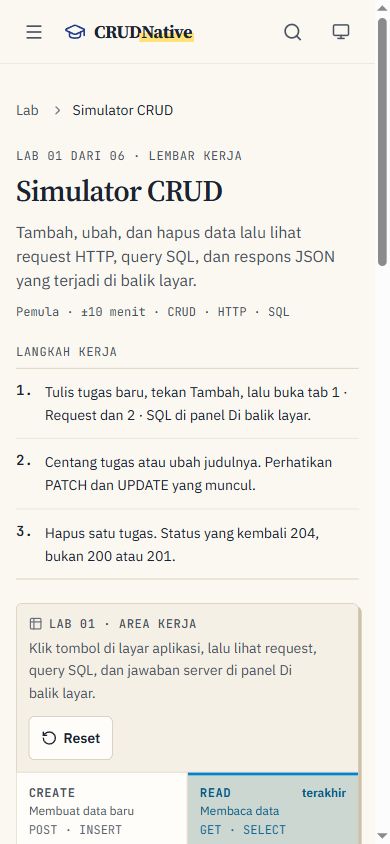 CRUDNative
Lab > Simulator CRUD
LAB 01 DARI 06 · LEMBAR KERJA
Simulator CRUD
Tambah, ubah, dan hapus data lalu lihat
request HTTP, query SQL, dan respons JSON
yang terjadi di balik layar.
Pemula · ±10 menit · CRUD · HTTP · SQL
LANGKAH KERJA
1. Tulis tugas baru, tekan Tambah, lalu buka tab 1 ·
Request dan 2 · SQL di panel Di balik layar.
2. Centang tugas atau ubah judulnya. Perhatikan
PATCH dan UPDATE yang muncul.
3. Hapus satu tugas. Status yang kembali 204,
bukan 200 atau 201.
LAB 01 · AREA KERJA
Klik tombol di layar aplikasi, lalu lihat request,
query SQL, dan jawaban server di panel Di
balik layar.
Reset
CREATE
Membuat data baru
POST · INSERT
READ terakhir
Membaca data
GET · SELECT